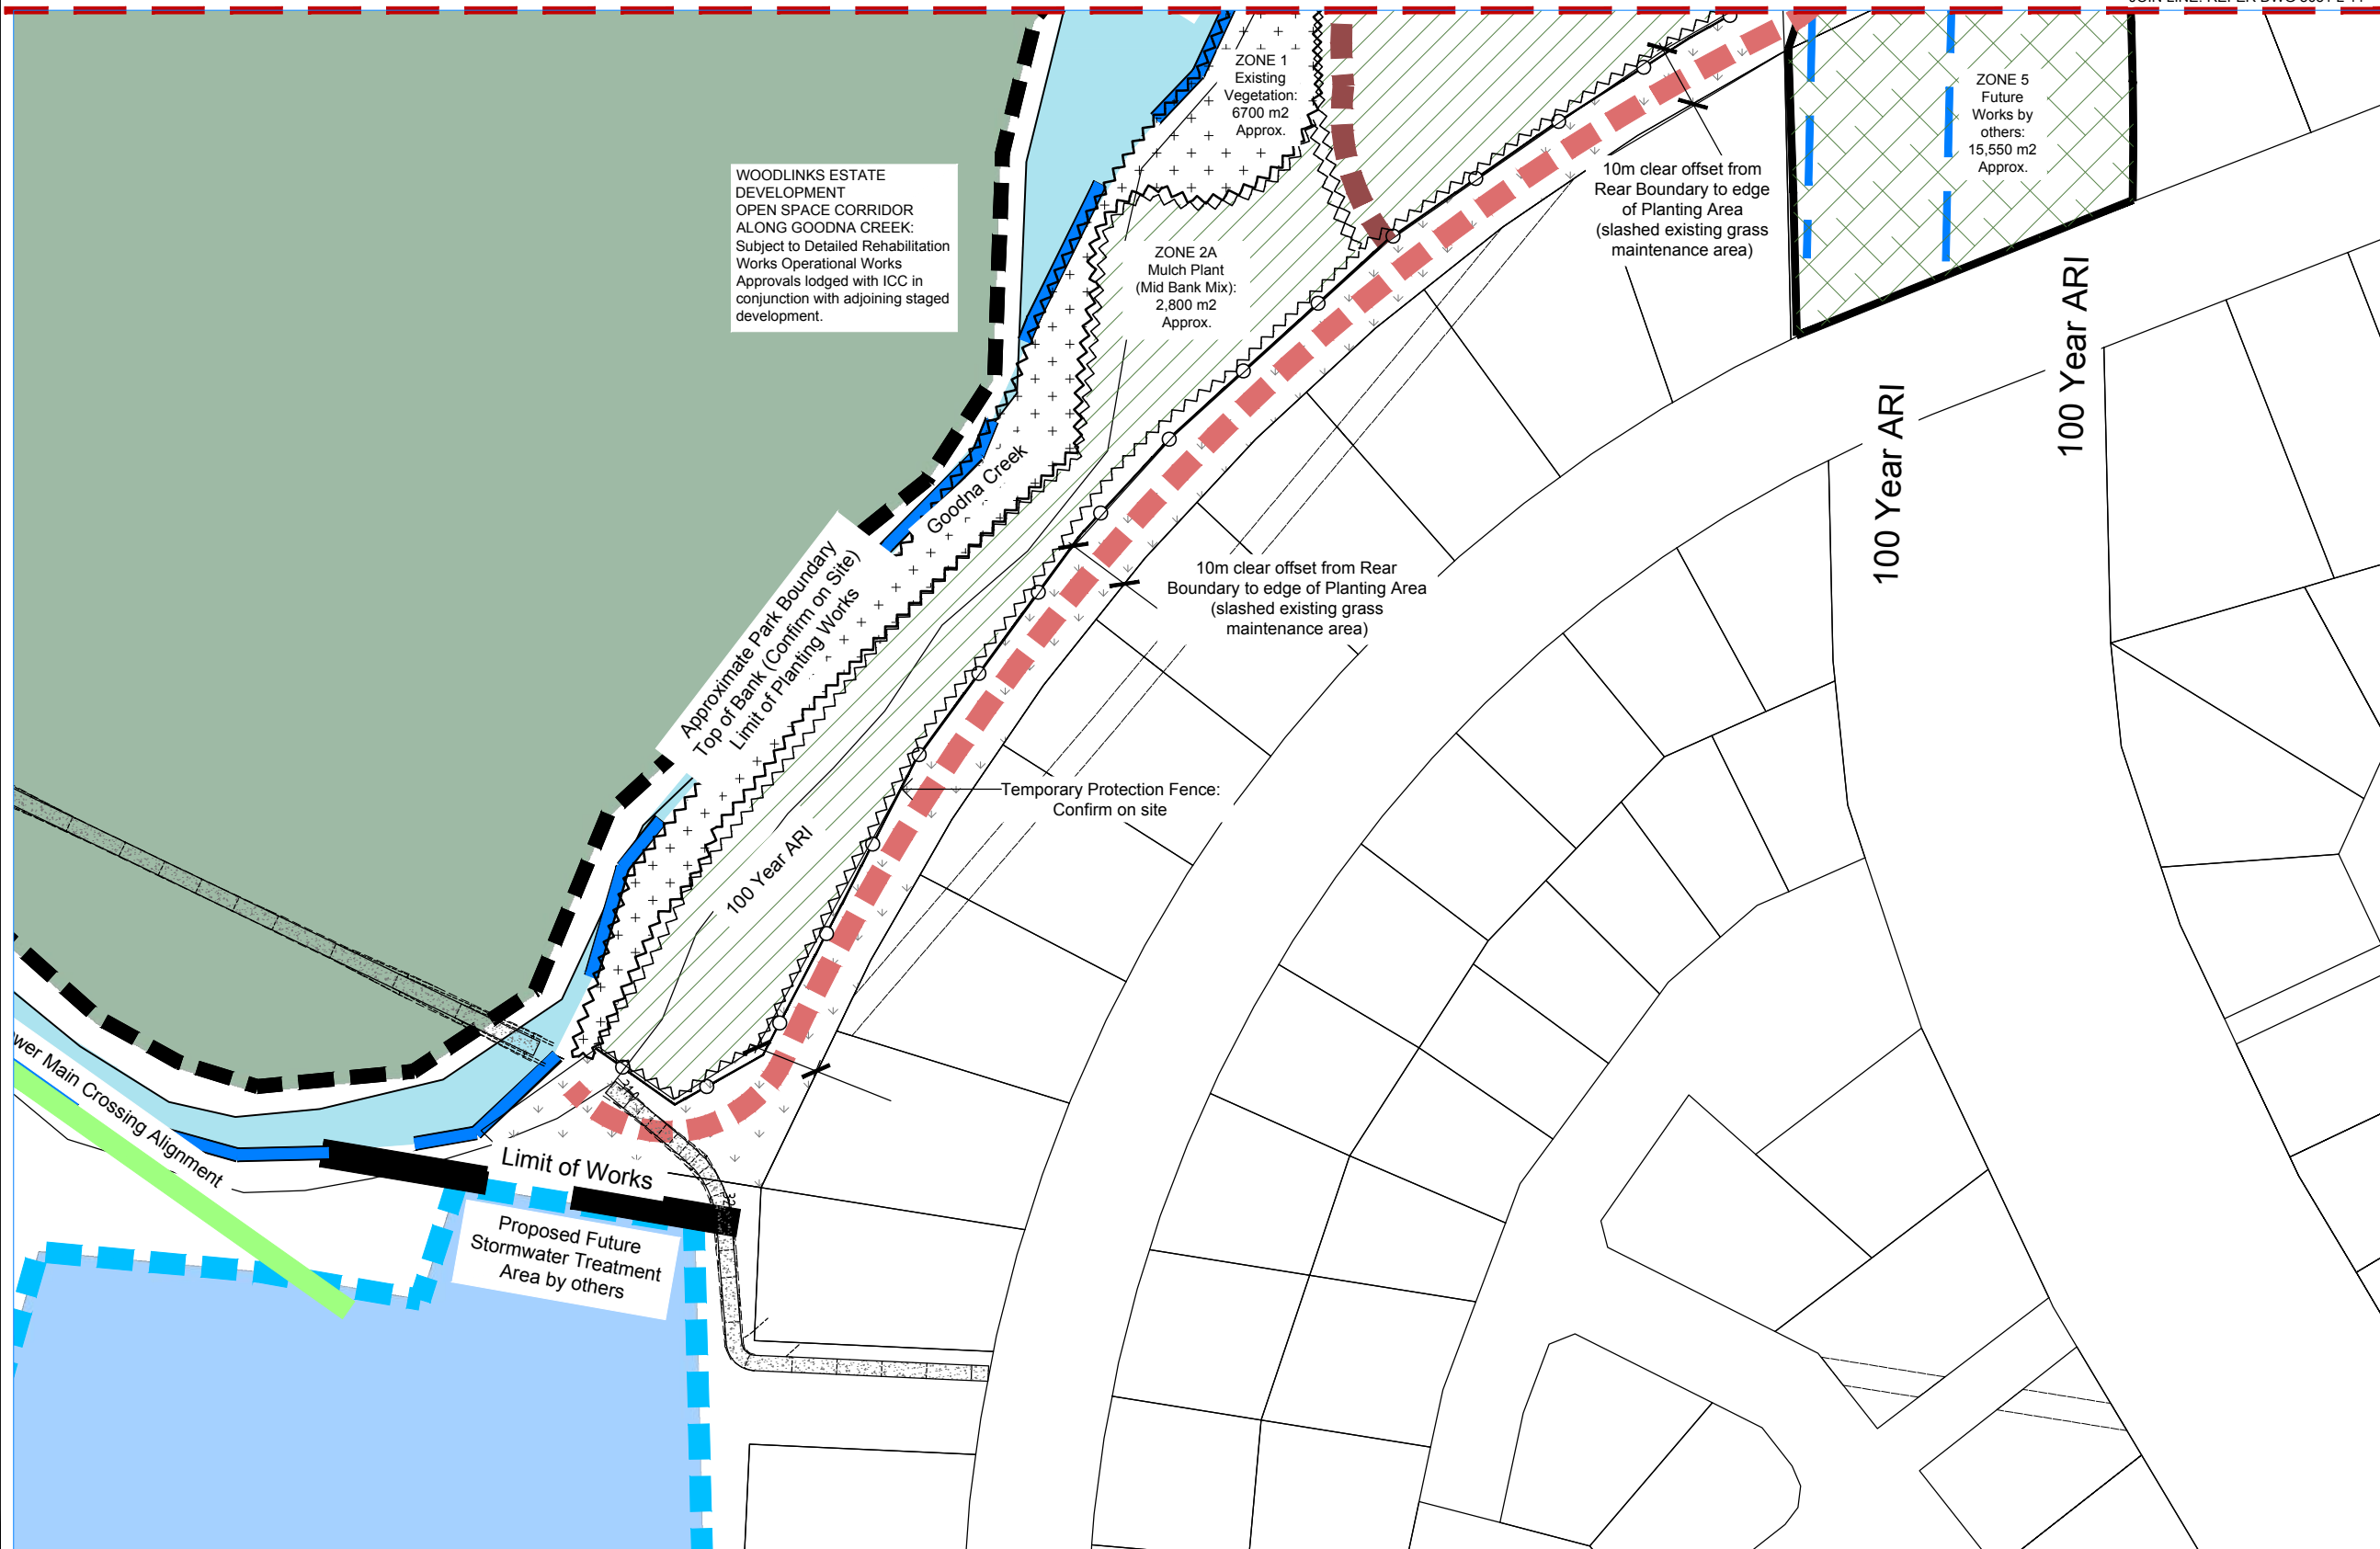 ZONE 1
Existing
Vegetation:
6700 m2
Approx.
ZONE 5
Future
Works by
others:
15,550 m2
Approx.
WOODLINKS ESTATE
DEVELOPMENT
OPEN SPACE CORRIDOR
ALONG GOODNA CREEK:
Subject to Detailed Rehabilitation
Works Operational Works
Approvals lodged with ICC in
conjunction with adjoining staged
development.
10m clear offset from
Rear Boundary to edge
of Planting Area
(slashed existing grass
maintenance area)
ZONE 2A
Mulch Plant
(Mid Bank Mix):
2,800 m2
Approx.
100 Year ARI
100 Year ARI
Goodna Creek
Approximate Park Boundary
Top of Bank (Confirm on Site)
Limit of Planting Works
10m clear offset from Rear
Boundary to edge of Planting Area
(slashed existing grass
maintenance area)
Temporary Protection Fence:
Confirm on site
100 Year ARI
Main Crossing Alignment
Limit of Works
Proposed Future
Stormwater Treatment
Area by others